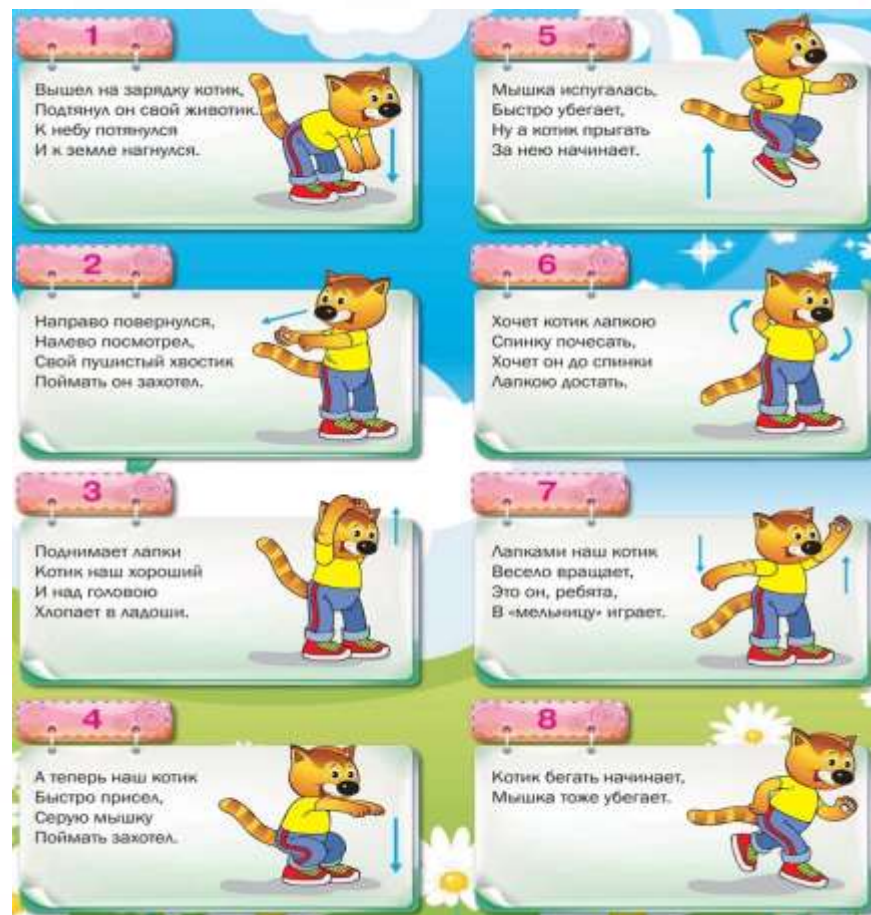 1
Вышел на зарядку котик,
Подтянул он свой животик.
К небу потянулся
И к земле нагнулся.
2
Направо повернулся,
Налево посмотрел,
Свой пушистый хвостик
Поймать он захотел.
3
Поднимает лапки
Котик наш хороший
И над головою
Хлопает в ладоши.
4
А теперь наш котик
Быстро присел,
Серую мышку
Поймать захотел.
5
Мышка испугалась,
Быстро убегает,
Ну а котик прыгать
За нею начинает.
6
Хочет котик лапкою
Спинку почесать,
Хочет он до спинки
Лапкою достать.
7
Лапками наш котик
Весело вращает,
Это он, ребята,
В «мельницу» играет.
8
Котик бегать начинает,
Мышка тоже убегает.